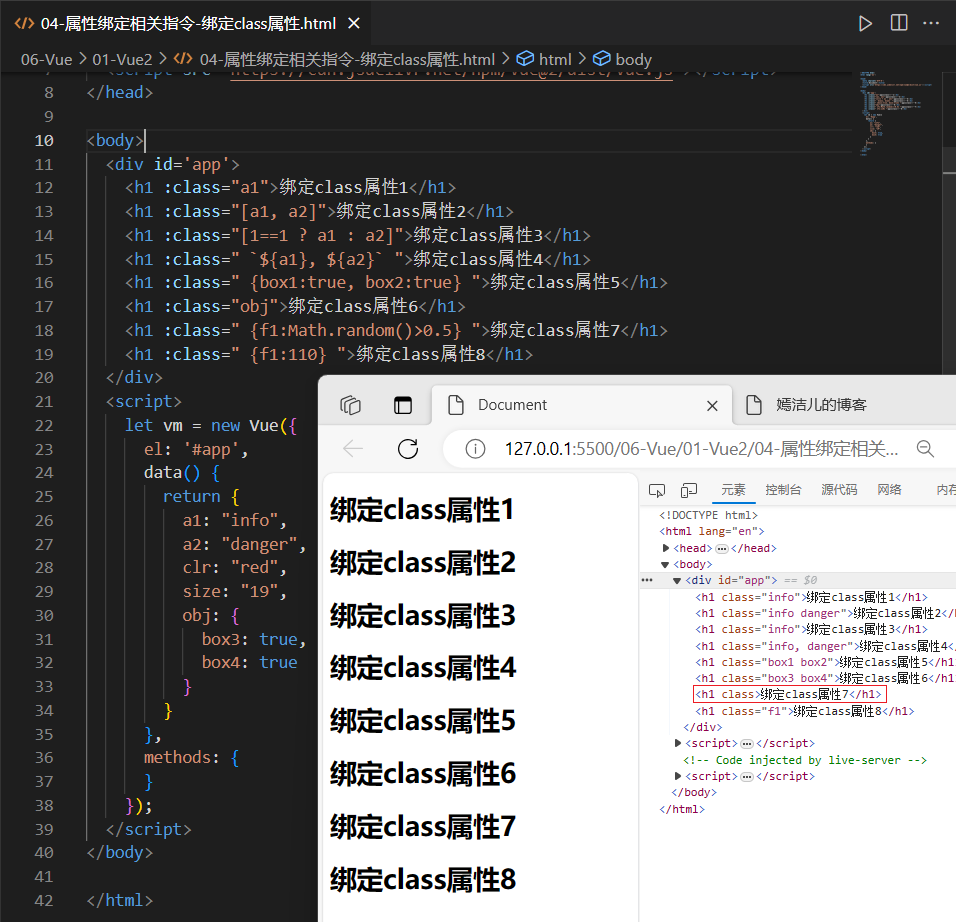 04-属性绑定相关指令-绑定class属性.html
06-Vue > 01-Vue2 > 04-属性绑定相关指令-绑定class属性.html > html > body
7 <script src="https://cdn.jsdelivr.net/npm/vue@2/dist/vue.js"></script>
8 </head>
9
10 <body>
11 <div id='app'>
12 <h1 :class="a1">绑定class属性1</h1>
13 <h1 :class="[a1, a2]">绑定class属性2</h1>
14 <h1 :class="[1==1 ? a1 : a2]">绑定class属性3</h1>
15 <h1 :class=" `${a1}, ${a2}` ">绑定class属性4</h1>
16 <h1 :class=" {box1:true, box2:true} ">绑定class属性5</h1>
17 <h1 :class="obj">绑定class属性6</h1>
18 <h1 :class=" {f1:Math.random()>0.5} ">绑定class属性7</h1>
19 <h1 :class=" {f1:110} ">绑定class属性8</h1>
20 </div>
21 <script>
22 let vm = new Vue({
23 el: '#app',
24 data() {
25 return {
26 a1: "info",
27 a2: "danger",
28 clr: "red",
29 size: "19",
30 obj: {
31 box3: true,
32 box4: true
33 }
34 }
35 },
36 methods: {
37 }
38 });
39 </script>
40 </body>
41
42 </html>
Document
嫣洁儿的博客
127.0.0.1:5500/06-Vue/01-Vue2/04-属性绑定相关...
绑定class属性1
绑定class属性2
绑定class属性3
绑定class属性4
绑定class属性5
绑定class属性6
绑定class属性7
绑定class属性8
元素 控制台 源代码 网络 内存
<!DOCTYPE html>
<html lang="en">
<head> ⋯ </head>
<body>
⋯ <div id="app"> == $0
<h1 class="info">绑定class属性1</h1>
<h1 class="info danger">绑定class属性2</h
<h1 class="info">绑定class属性3</h1>
<h1 class="info, danger">绑定class属性4</
<h1 class="box1 box2">绑定class属性5</h1
<h1 class="box3 box4">绑定class属性6</h1
<h1 class>绑定class属性7</h1>
<h1 class="f1">绑定class属性8</h1>
</div>
<script> ⋯ </script>
<!-- Code injected by live-server -->
<script> ⋯ </script>
</body>
</html>